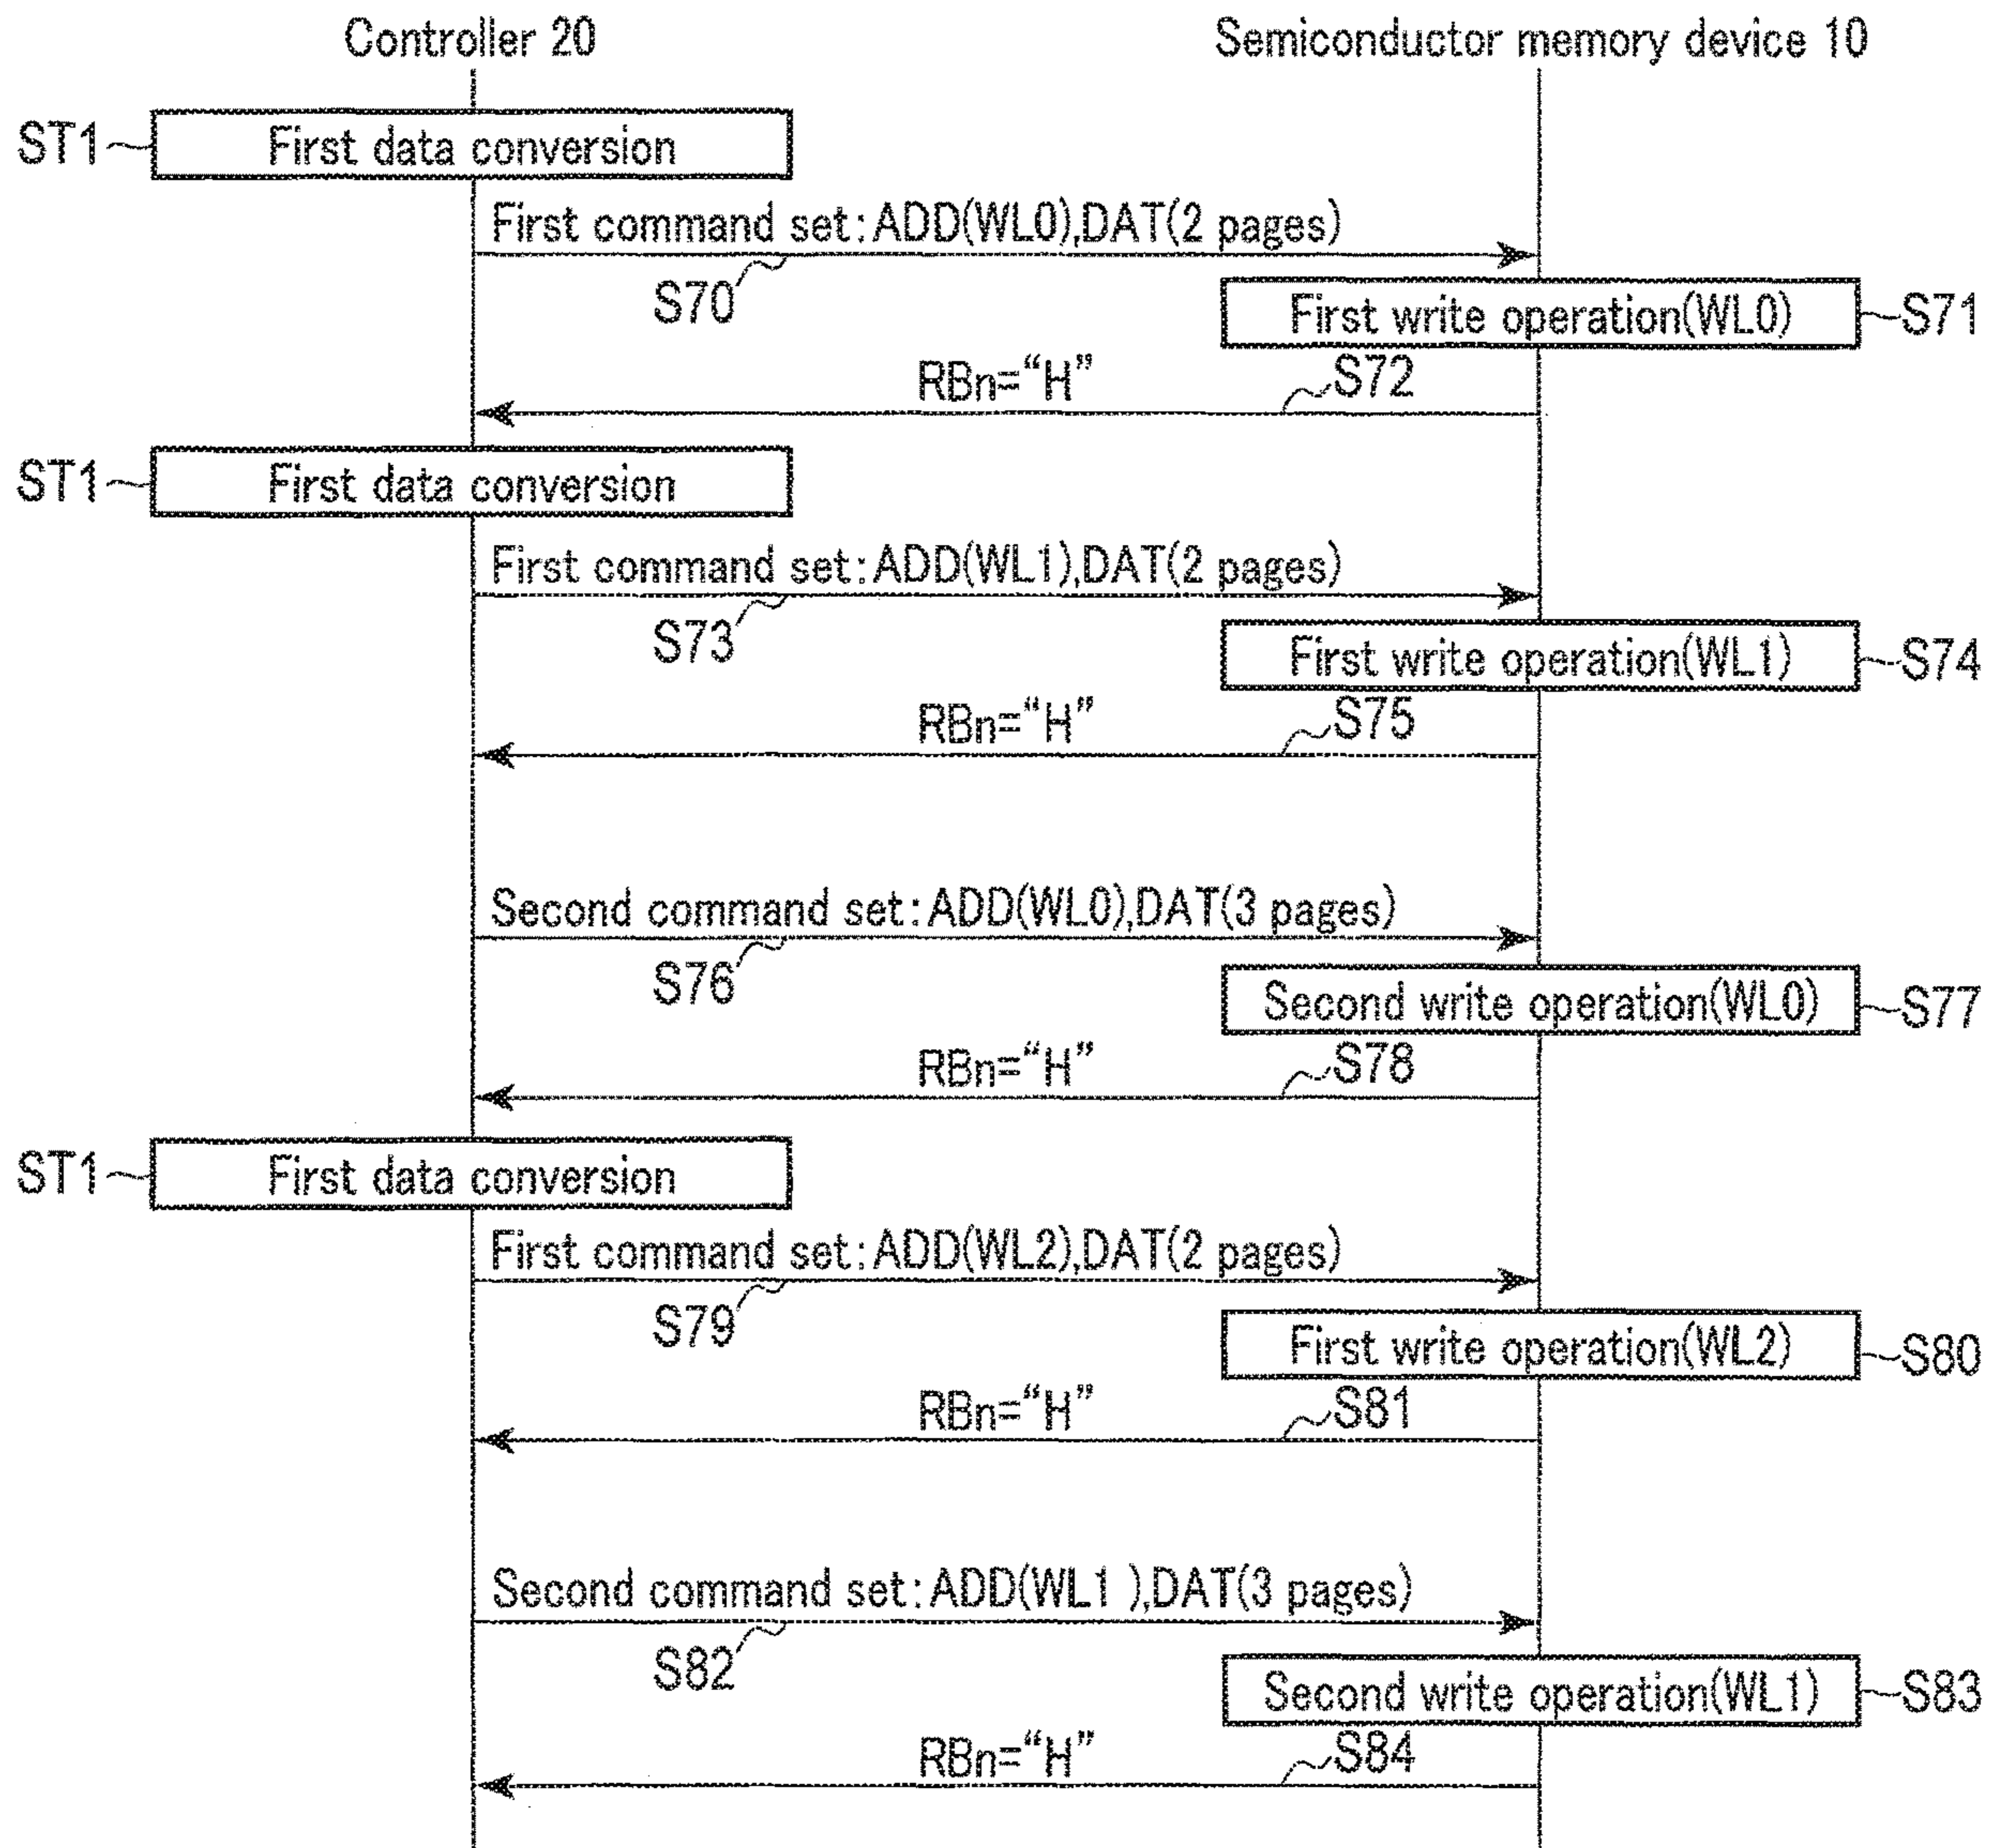 Controller 20
Semiconductor memory device 10
ST1
First data conversion
First command set:ADD(WL0),DAT(2 pages)
S70
First write operation(WL0)
S71
RBn=“H”
S72
ST1
First data conversion
First command set:ADD(WL1),DAT(2 pages)
S73
First write operation(WL1)
S74
RBn=“H”
S75
Second command set:ADD(WL0),DAT(3 pages)
S76
Second write operation(WL0)
S77
RBn=“H”
S78
ST1
First data conversion
First command set:ADD(WL2),DAT(2 pages)
S79
First write operation(WL2)
S80
RBn=“H”
S81
Second command set:ADD(WL1 ),DAT(3 pages)
S82
Second write operation(WL1)
S83
RBn=“H”
S84